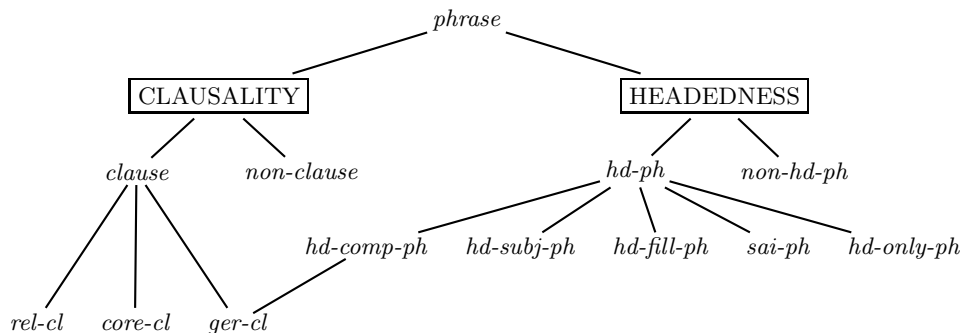 phrase
CLAUSALITY HEADEDNESS
clause non-clause hd-ph non-hd-ph
hd-comp-ph hd-subj-ph hd-fill-ph sai-ph hd-only-ph
rel-cl core-cl ger-cl